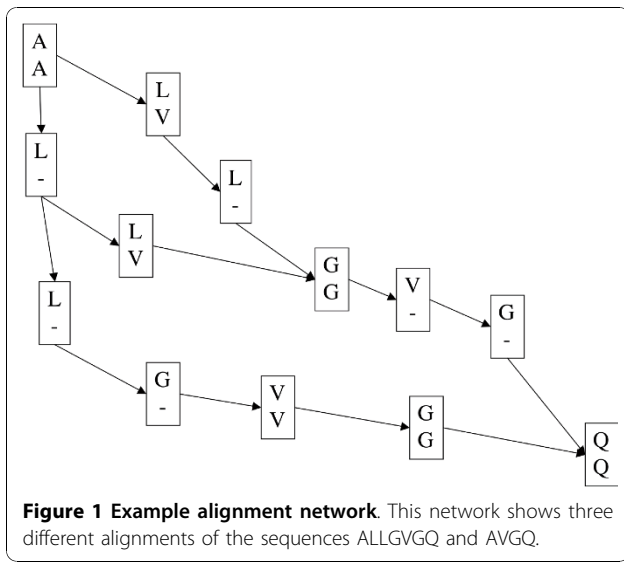 A
A
L
V
L
-
L
-
L
V
G
G
V
-
L
-
G
-
G
-
V
V
G
G
Q
Q
Figure 1 Example alignment network. This network shows three
different alignments of the sequences ALLGVGQ and AVGQ.